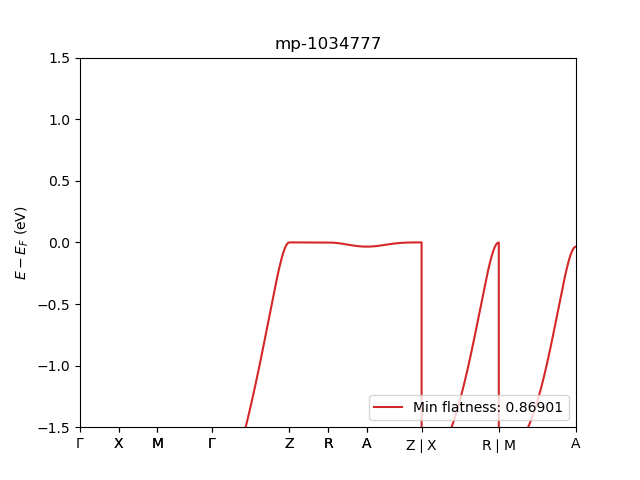 mp-1034777
E − E_F (eV)
1.5
1.0
0.5
0.0
−0.5
−1.0
−1.5
Min flatness: 0.86901
Γ X M Γ Z R A Z | X R | M A